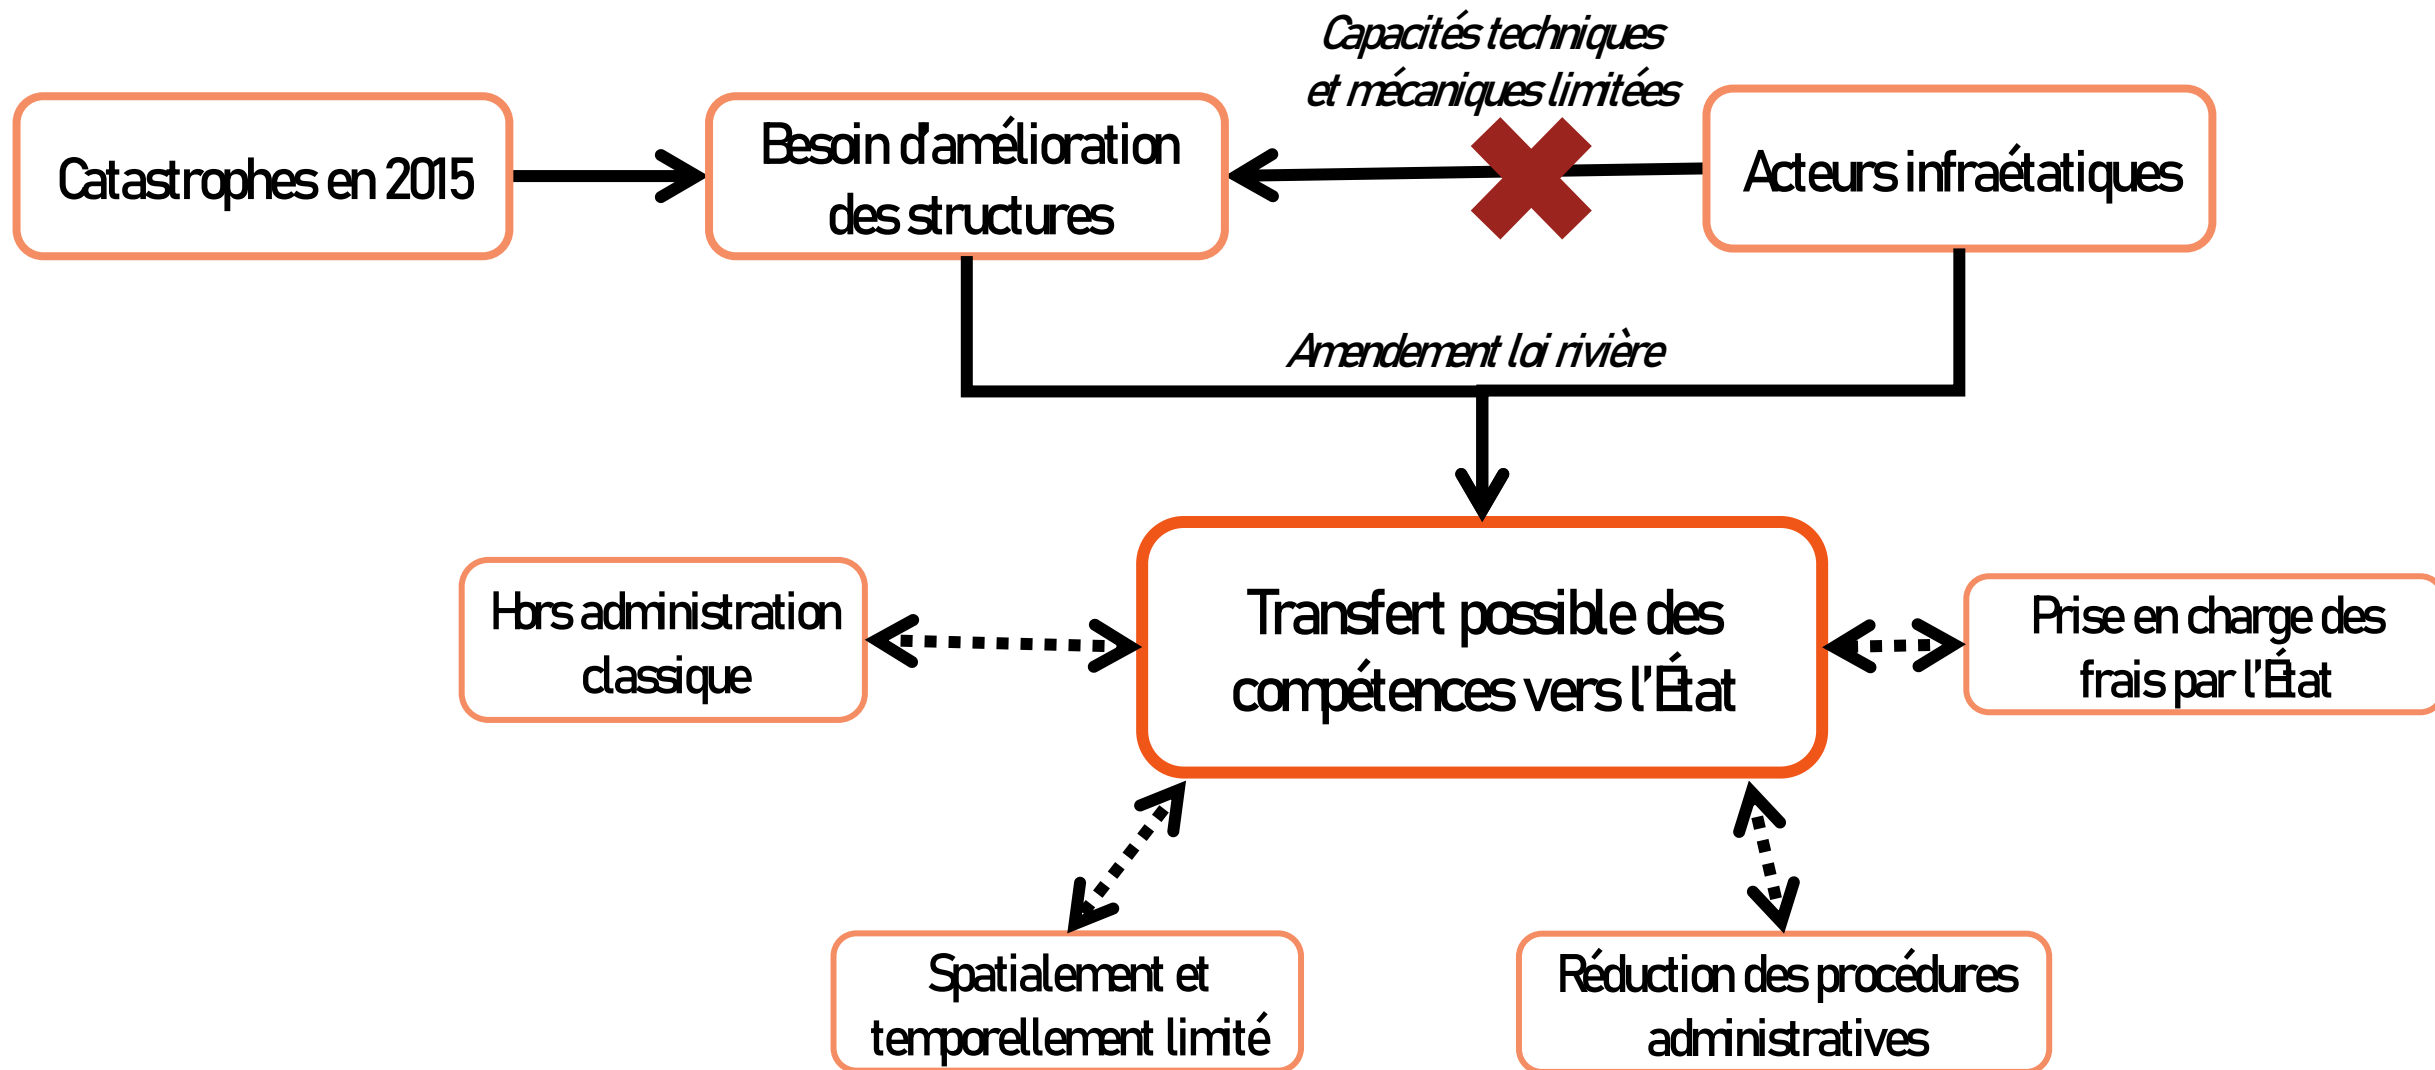 Capacités techniques
et mécaniques limitées
Catastrophes en 2015
Besoin d’amélioration
des structures
Acteurs infraétatiques
Amendement loi rivière
Transfert possible des
compétences vers l’État
Hors administration
classique
Prise en charge des
frais par l’État
Spatialement et
temporellement limité
Réduction des procédures
administratives